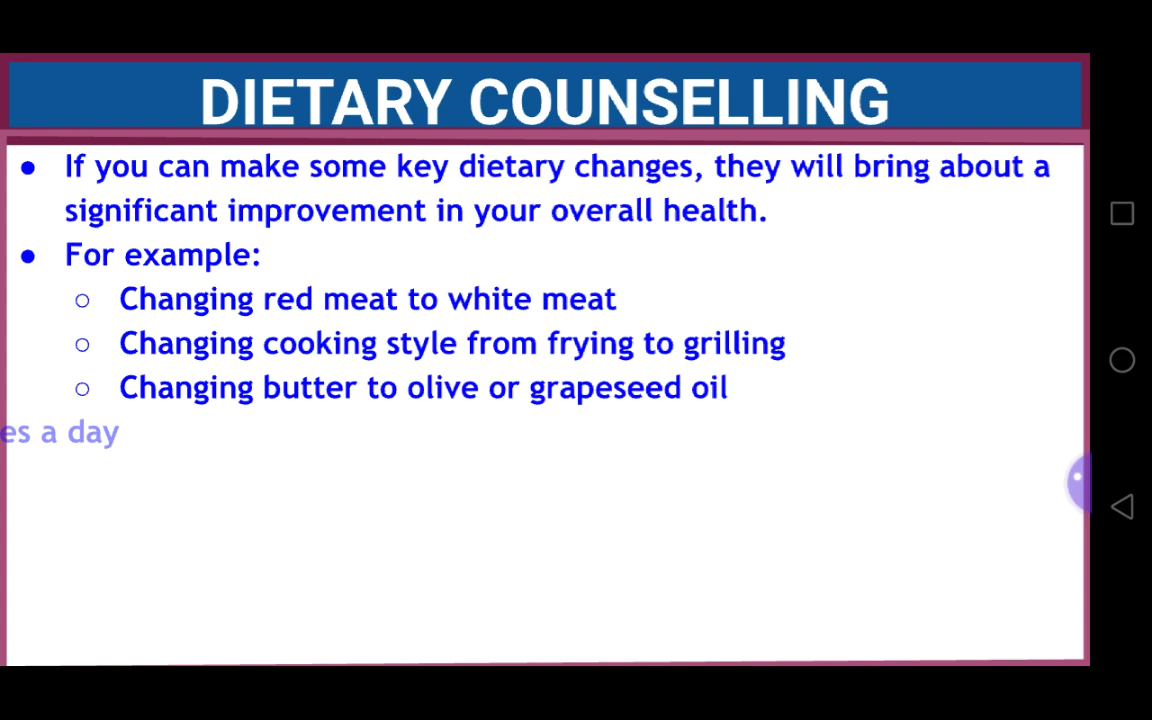 DIETARY COUNSELLING
● If you can make some key dietary changes, they will bring about a
significant improvement in your overall health.
● For example:
○ Changing red meat to white meat
○ Changing cooking style from frying to grilling
○ Changing butter to olive or grapeseed oil
a day